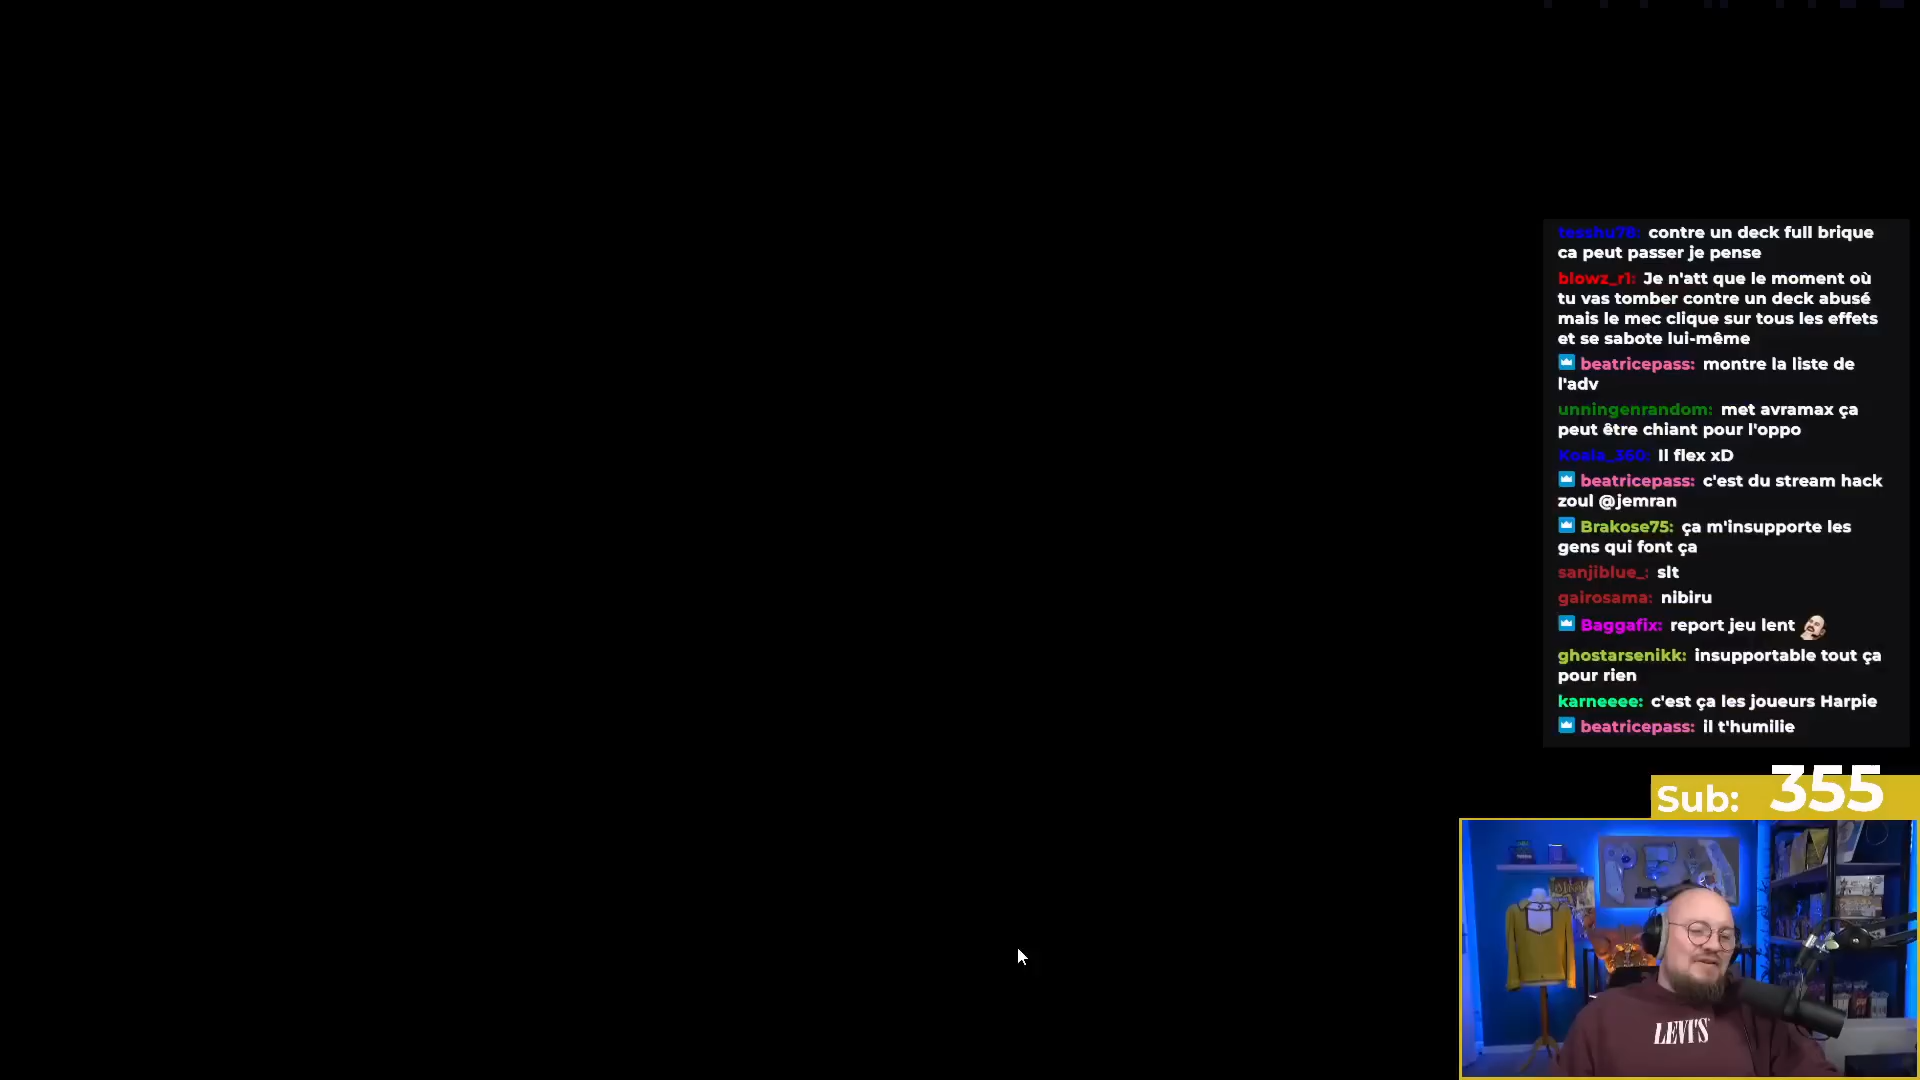 tesshu78: contre un deck full brique
ca peut passer je pense
blowz_r1: Je n'att que le moment où
tu vas tomber contre un deck abusé
mais le mec clique sur tous les effets
et se sabote lui-même
beatricepass: montre la liste de
l'adv
unningenrandom: met avramax ça
peut être chiant pour l'oppo
Koala_360: Il flex xD
beatricepass: c'est du stream hack
zoul @jemran
Brakose75: ça m'insupporte les
gens qui font ça
sanjiblue_: slt
gairosama: nibiru
Baggafix: report jeu lent
ghostarsenikk: insupportable tout ça
pour rien
karneeee: c'est ça les joueurs Harpie
beatricepass: il t'humilie
Sub: 355
LEVI'S